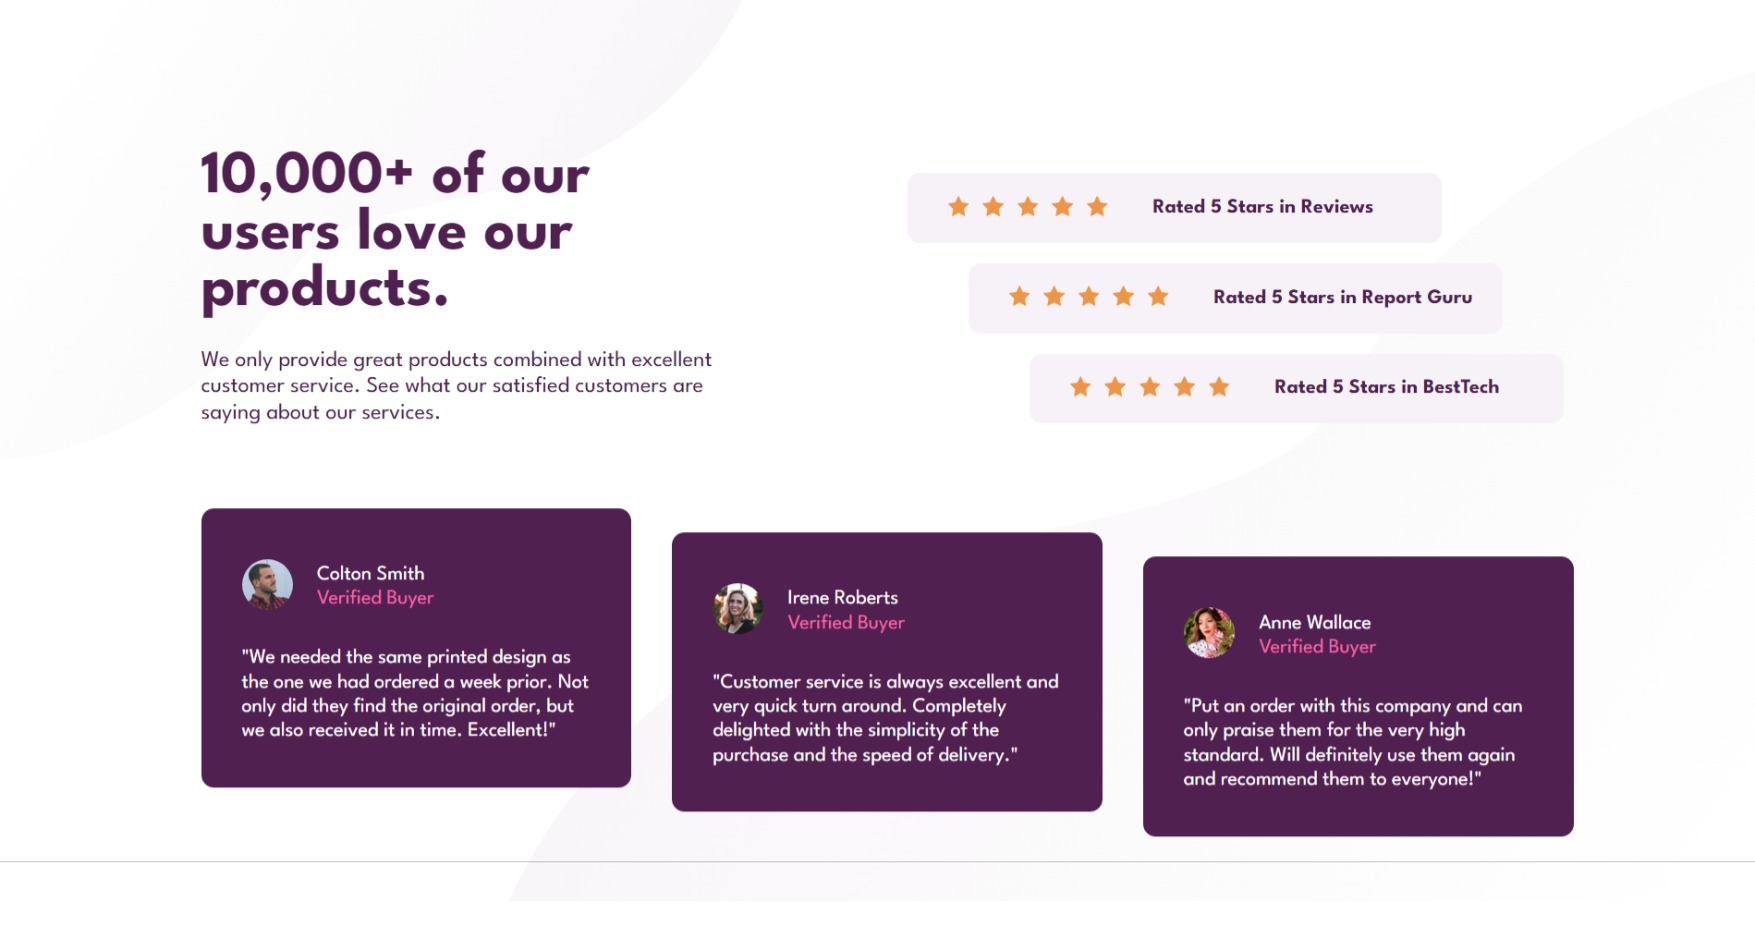 10,000+ of our
users love our
products.
We only provide great products combined with excellent
customer service. See what our satisfied customers are
saying about our services.
Rated 5 Stars in Reviews
Rated 5 Stars in Report Guru
Rated 5 Stars in BestTech
Colton Smith
Verified Buyer
"We needed the same printed design as
the one we had ordered a week prior. Not
only did they find the original order, but
we also received it in time. Excellent!"
Irene Roberts
Verified Buyer
"Customer service is always excellent and
very quick turn around. Completely
delighted with the simplicity of the
purchase and the speed of delivery."
Anne Wallace
Verified Buyer
"Put an order with this company and can
only praise them for the very high
standard. Will definitely use them again
and recommend them to everyone!"